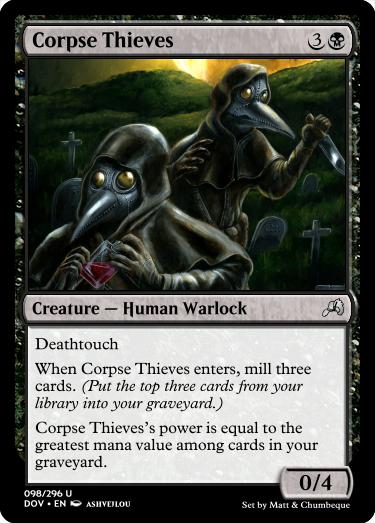 Corpse Thieves 3
Creature — Human Warlock
Deathtouch
When Corpse Thieves enters, mill three
cards. (Put the top three cards from your
library into your graveyard.)
Corpse Thieves's power is equal to the
greatest mana value among cards in your
graveyard.
0/4
098/296 U
DOV • EN ASHVEJLOU
Set by Matt & Chumbeque